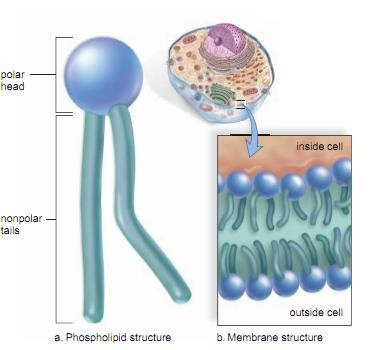 polar
head
nonpolar
tails
inside cell
outside cell
a. Phospholipid structure
b. Membrane structure